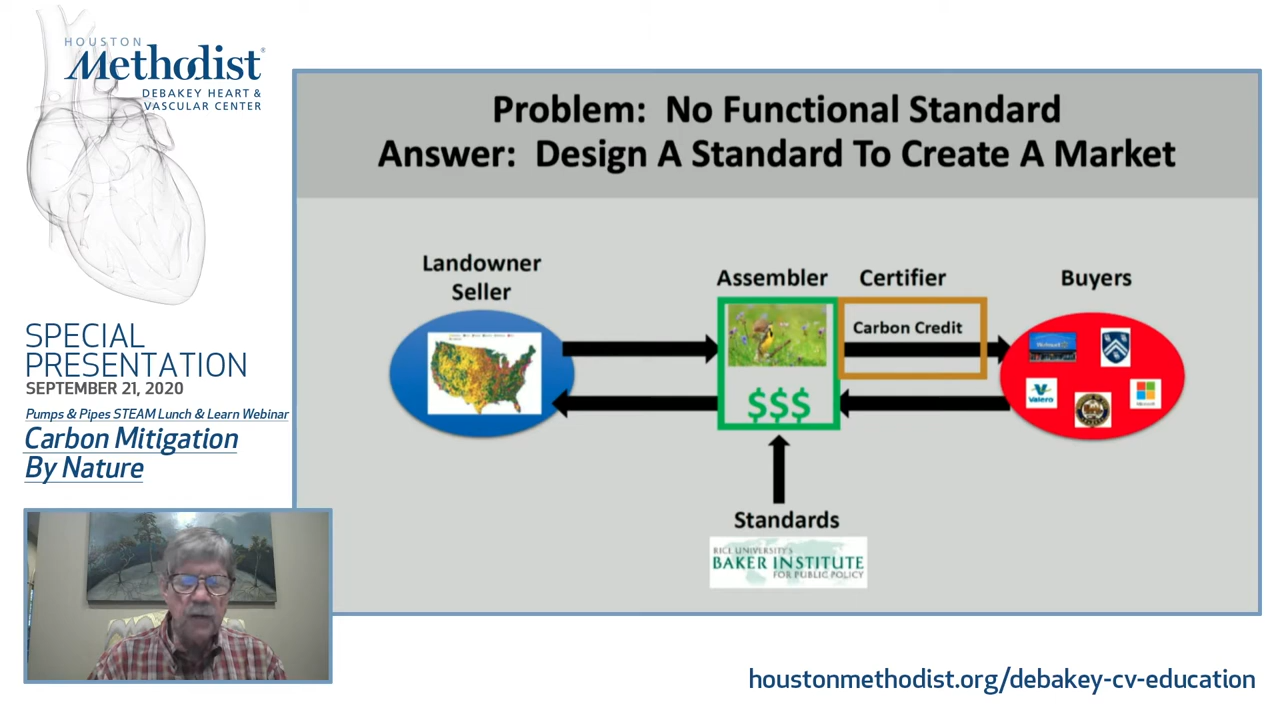 HOUSTON
Methodist
DEBAKEY HEART &
VASCULAR CENTER
SPECIAL
PRESENTATION
SEPTEMBER 21, 2020
Pumps & Pipes STEAM Lunch & Learn Webinar
Carbon Mitigation
By Nature
Problem: No Functional Standard
Answer: Design A Standard To Create A Market
Landowner
Seller
Assembler
Certifier
Buyers
Carbon Credit
$$$
Walmart
Valero
Microsoft
Standards
RICE UNIVERSITY'S
BAKER INSTITUTE
FOR PUBLIC POLICY
houstonmethodist.org/debakey-cv-education